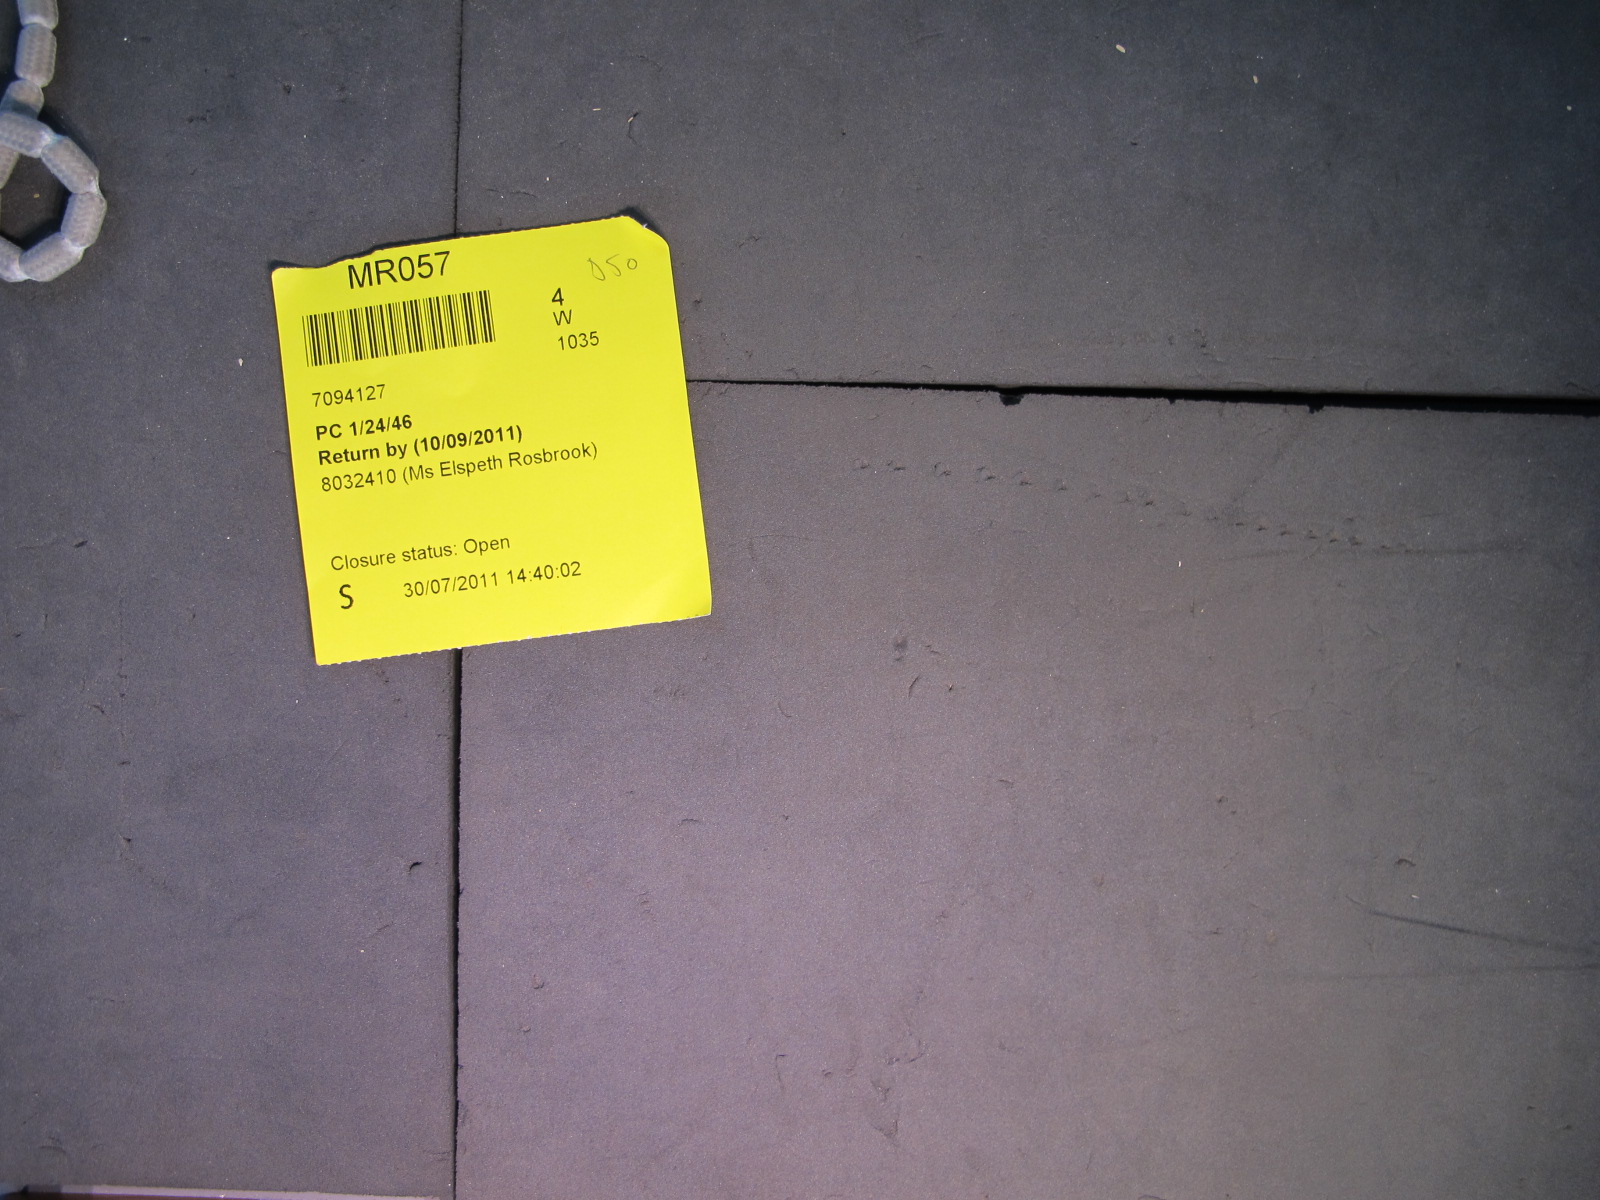 MR057
D50
4
W
1035
7094127
PC 1/24/46
Return by (10/09/2011)
8032410 (Ms Elspeth Rosbrook)
Closure status: Open
S 30/07/2011 14:40:02